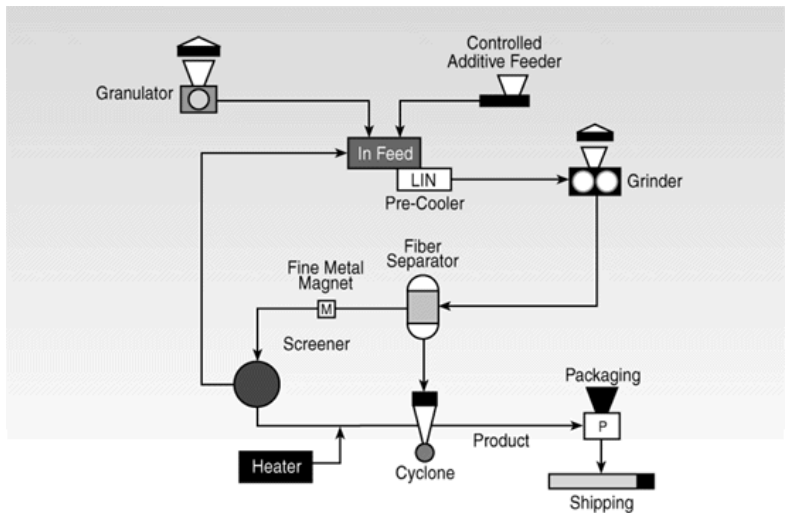 Controlled
Additive Feeder
Granulator
In Feed
LIN
Pre-Cooler
Grinder
Fiber
Separator
Fine Metal
Magnet
M
Screener
Packaging
P
Product
Heater
Cyclone
Shipping